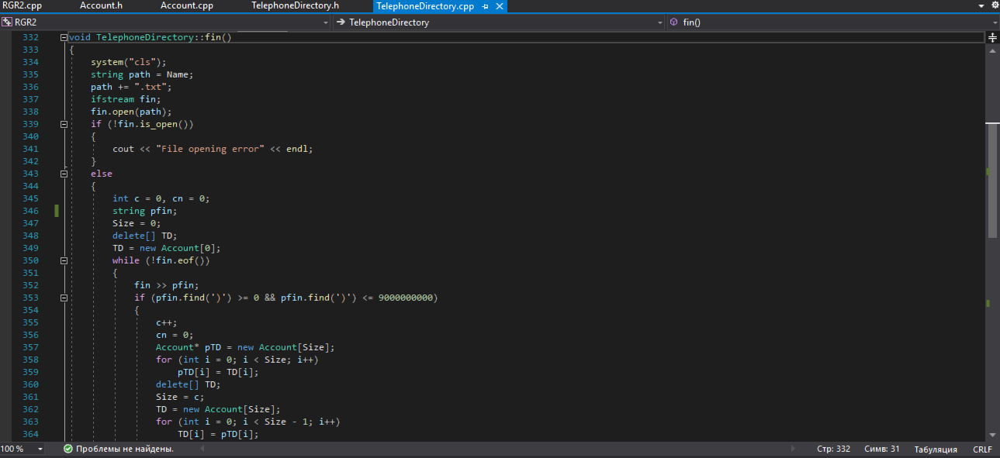 RGR2.cpp Account.h Account.cpp TelephoneDirectory.h TelephoneDirectory.cpp
RGR2 TelephoneDirectory fin()
332 void TelephoneDirectory::fin()
333 {
334 system("cls");
335 string path = Name;
336 path += ".txt";
337 ifstream fin;
338 fin.open(path);
339 if (!fin.is_open())
340 {
341 cout << "File opening error" << endl;
342 }
343 else
344 {
345 int c = 0, cn = 0;
346 string pfin;
347 Size = 0;
348 delete[] TD;
349 TD = new Account[0];
350 while (!fin.eof())
351 {
352 fin >> pfin;
353 if (pfin.find(')') >= 0 && pfin.find(')') <= 9000000000)
354 {
355 c++;
356 cn = 0;
357 Account* pTD = new Account[Size];
358 for (int i = 0; i < Size; i++)
359 pTD[i] = TD[i];
360 delete[] TD;
361 Size = c;
362 TD = new Account[Size];
363 for (int i = 0; i < Size - 1; i++)
364 TD[i] = pTD[i];
100 % Проблемы не найдены. Стр: 332 Симв: 31 Табуляция CRLF